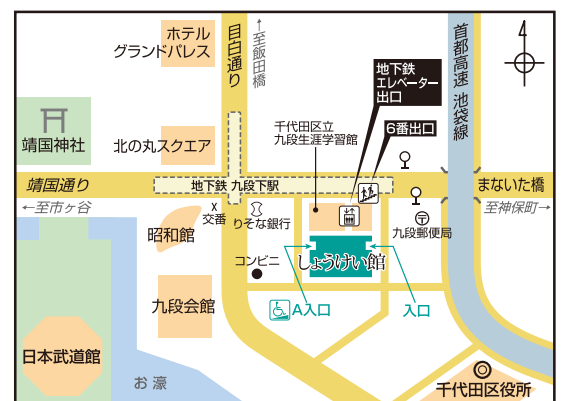 ホテル
グランドパレス
目白通り
↑至飯田橋
首都高速 池袋線
地下鉄
エレベーター
出口
6番出口
千代田区立
九段生涯学習館
靖国神社
北の丸スクエア
靖国通り
地下鉄 九段下駅
まないた橋
←至市ヶ谷
至神保町→
X
交番
りそな銀行
〒
九段郵便局
昭和館
コンビニ
しょうけい館
九段会館
A入口
入口
日本武道館
お濠
千代田区役所